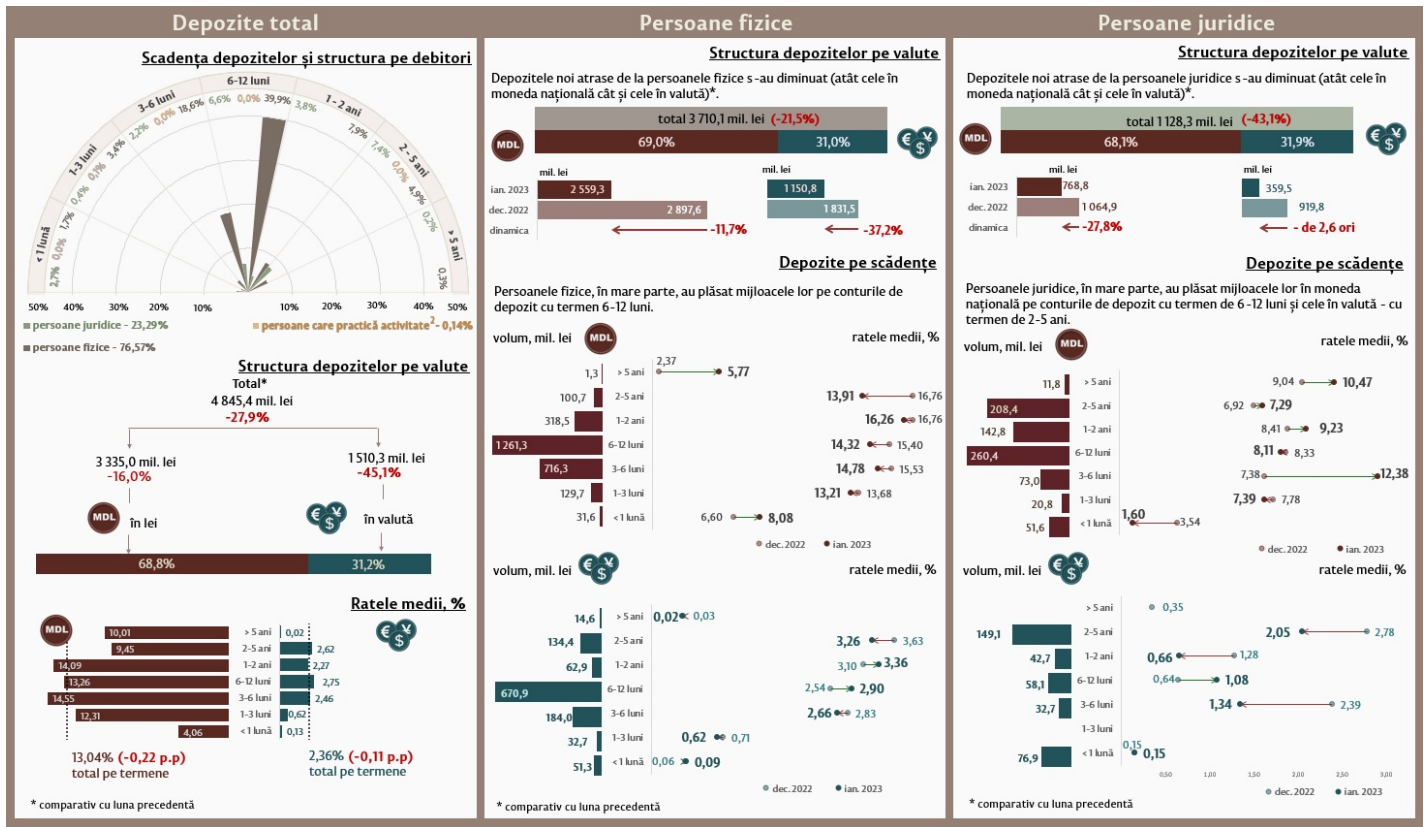 Depozite total
Scadența depozitelor și structura pe debitori
< 1 lună
1-3 luni
3-6 luni
6-12 luni
1 - 2 ani
2 - 5 ani
> 5 ani
2,7%
0,0%
1,7%
0,4%
0,1%
3,4%
2,2%
0,0%
18,6%
6,6%
0,0%
39,9%
3,8%
7,9%
7,4%
0,0%
4,9%
0,2%
0,3%
50% 40% 30% 20% 10% 10% 20% 30% 40% 50%
persoane juridice - 23,29%
persoane care practică activitate2- 0,14%
persoane fizice - 76,57%
Structura depozitelor pe valute
Total*
4 845,4 mil. lei
-27,9%
3 335,0 mil. lei
-16,0%
1 510,3 mil. lei
-45,1%
MDL
în lei
€ ¥ $
în valută
68,8% 31,2%
Ratele medii, %
MDL
€ ¥ $
10,01 > 5 ani 0,02
9,45 2-5 ani 2,62
14,09 1-2 ani 2,27
13,26 6-12 luni 2,75
14,55 3-6 luni 2,46
12,31 1-3 luni 0,62
4,06 < 1 lună 0,13
13,04% (-0,22 p.p)
total pe termene
2,36% (-0,11 p.p)
total pe termene
* comparativ cu luna precedentă
Persoane fizice
Structura depozitelor pe valute
Depozitele noi atrase de la persoanele fizice s-au diminuat (atât cele în
moneda națională cât și cele în valută)*.
total 3 710,1 mil. lei (-21,5%)
MDL
69,0% 31,0%
€ ¥ $
mil. lei mil. lei
ian. 2023 2 559,3 1 150,8
dec. 2022 2 897,6 1 831,5
dinamica -11,7% -37,2%
Depozite pe scădențe
Persoanele fizice, în mare parte, au plăsat mijloacele lor pe conturile de
depozit cu termen 6-12 luni.
volum, mil. lei MDL ratele medii, %
1,3 > 5 ani 2,37 5,77
100,7 2-5 ani 13,91 16,76
318,5 1-2 ani 16,26 16,76
1 261,3 6-12 luni 14,32 15,40
716,3 3-6 luni 14,78 15,53
129,7 1-3 luni 13,21 13,68
31,6 < 1 lună 6,60 8,08
dec. 2022 ian. 2023
volum, mil. lei € ¥ $ ratele medii, %
14,6 > 5 ani 0,02 0,03
134,4 2-5 ani 3,26 3,63
62,9 1-2 ani 3,10 3,36
670,9 6-12 luni 2,54 2,90
184,0 3-6 luni 2,66 2,83
32,7 1-3 luni 0,62 0,71
51,3 < 1 lună 0,06 0,09
dec. 2022 ian. 2023
* comparativ cu luna precedentă
Persoane juridice
Structura depozitelor pe valute
Depozitele noi atrase de la persoanele juridice s-au diminuat (atât cele în
moneda națională cât și cele în valută)*.
total 1 128,3 mil. lei (-43,1%)
MDL
68,1% 31,9%
€ ¥ $
mil. lei mil. lei
ian. 2023 768,8 359,5
dec. 2022 1 064,9 919,8
dinamica -27,8% - de 2,6 ori
Depozite pe scădențe
Persoanele juridice, în mare parte, au plăsat mijloacele lor în moneda
națională pe conturile de depozit cu termen de 6 -12 luni și cele în valută - cu
termen de 2-5 ani.
volum, mil. lei MDL ratele medii, %
11,8 > 5 ani 9,04 10,47
208,4 2-5 ani 6,92 7,29
142,8 1-2 ani 8,41 9,23
260,4 6-12 luni 8,11 8,33
73,0 3-6 luni 7,38 12,38
20,8 1-3 luni 7,39 7,78
51,6 < 1 lună 1,60 3,54
dec. 2022 ian. 2023
volum, mil. lei € ¥ $ ratele medii, %
> 5 ani 0,35
149,1 2-5 ani 2,05 2,78
42,7 1-2 ani 0,66 1,28
58,1 6-12 luni 0,64 1,08
32,7 3-6 luni 1,34 2,39
1-3 luni
76,9 < 1 lună 0,15 0,15
0,50 1,00 1,50 2,00 2,50 3,00
dec. 2022 ian. 2023
* comparativ cu luna precedentă